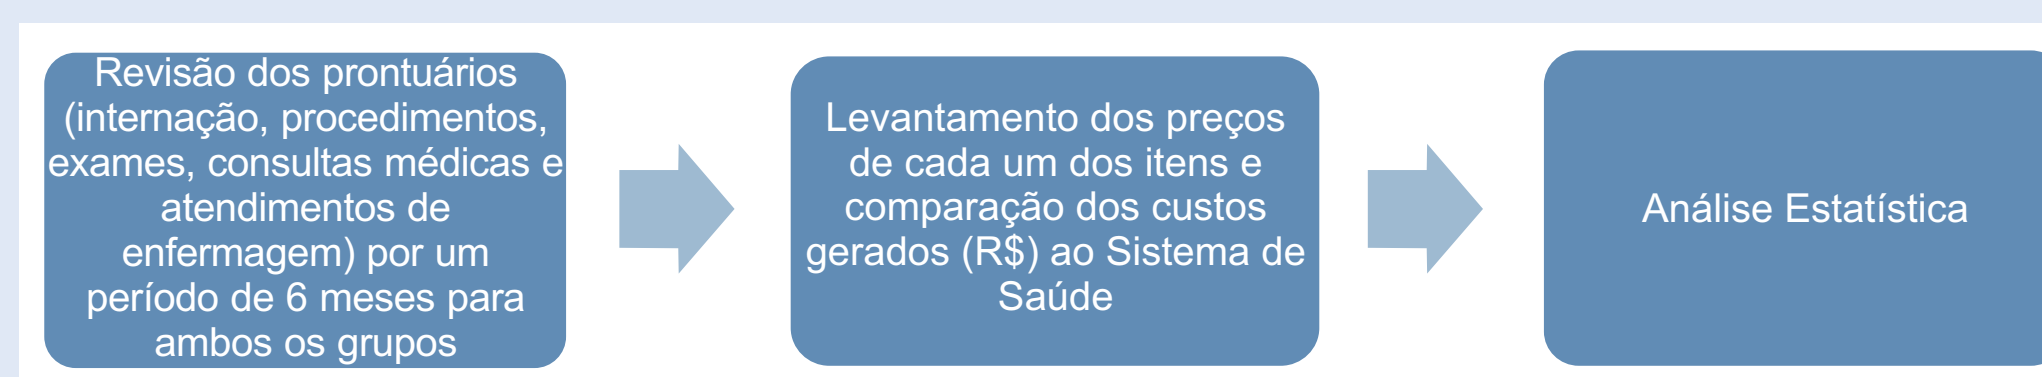 Revisão dos prontuários
(internação, procedimentos,
exames, consultas médicas e
atendimentos de
enfermagem) por um
período de 6 meses para
ambos os grupos
Levantamento dos preços
de cada um dos itens e
comparação dos custos
gerados (R$) ao Sistema de
Saúde
Análise Estatística